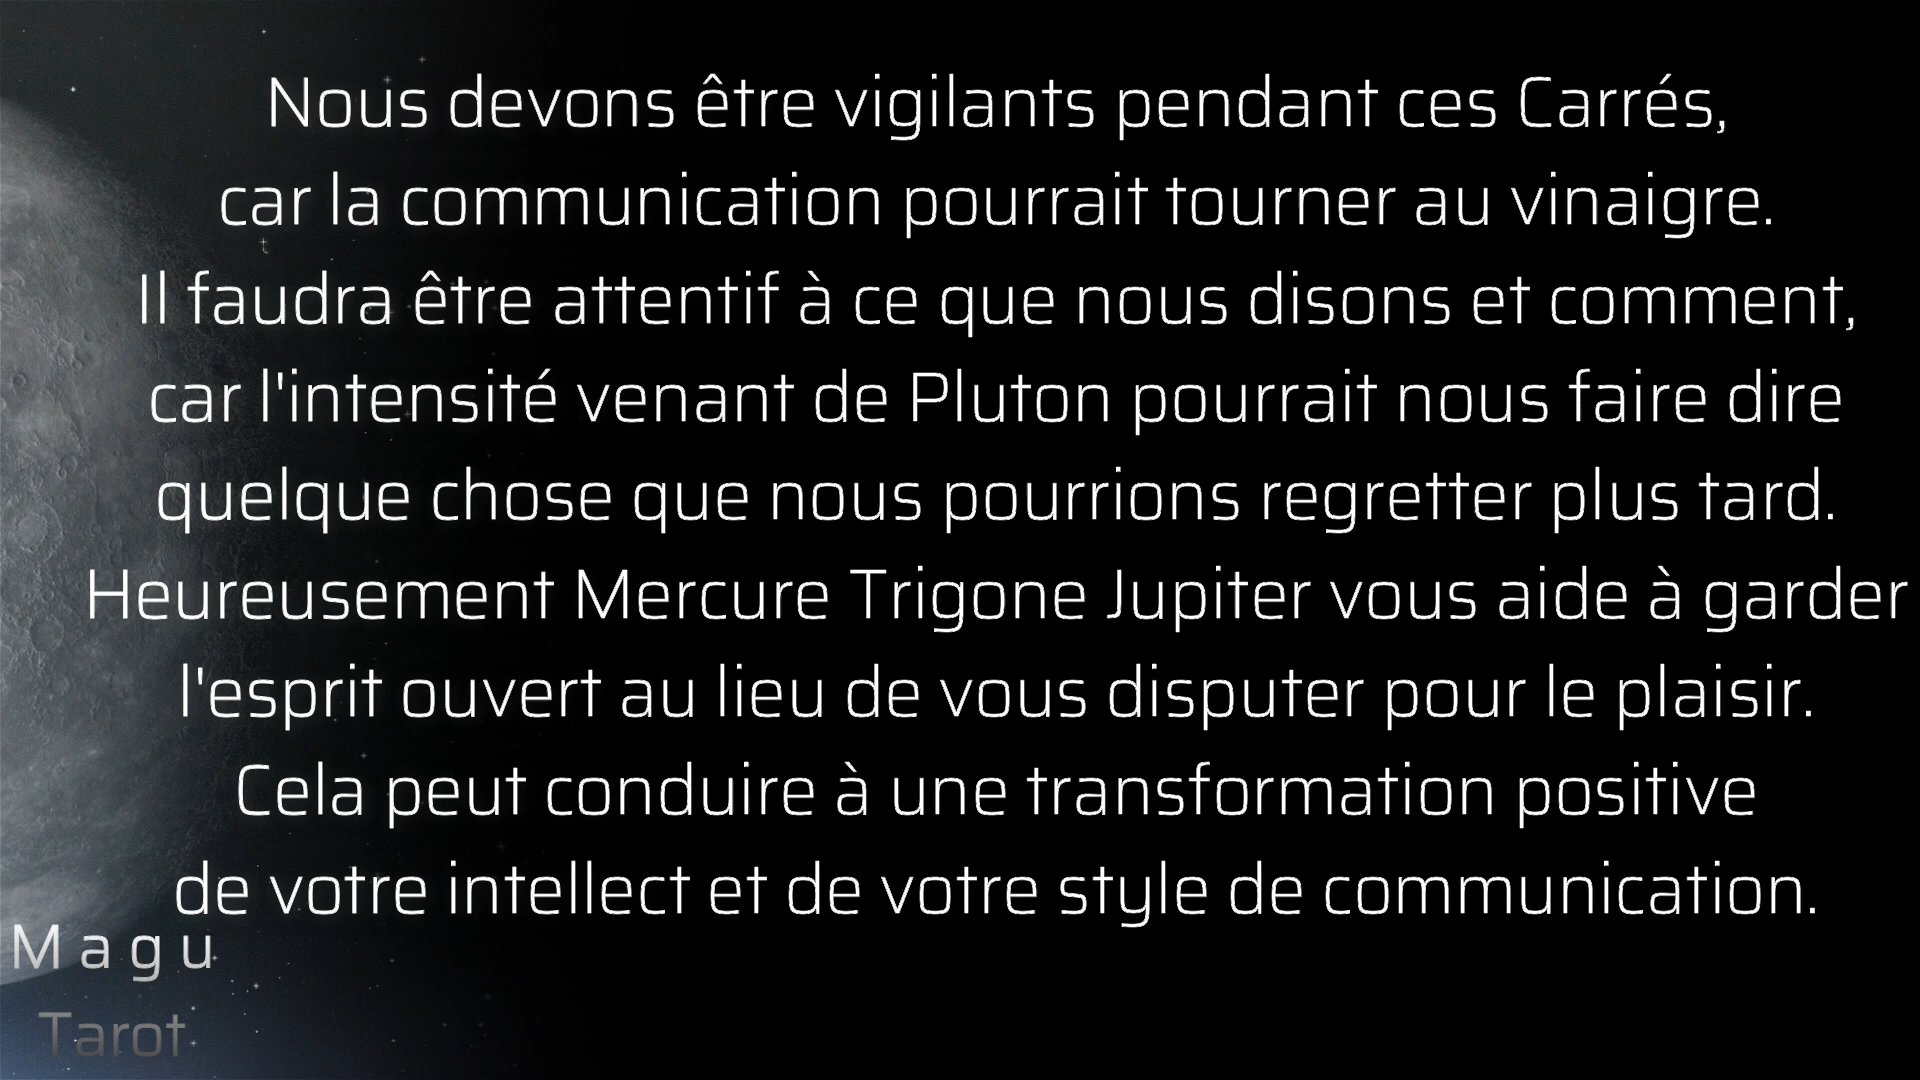 Nous devons être vigilants pendant ces Carrés,
car la communication pourrait tourner au vinaigre.
Il faudra être attentif à ce que nous disons et comment,
car l'intensité venant de Pluton pourrait nous faire dire
quelque chose que nous pourrions regretter plus tard.
Heureusement Mercure Trigone Jupiter vous aide à garder
l'esprit ouvert au lieu de vous disputer pour le plaisir.
Cela peut conduire à une transformation positive
de votre intellect et de votre style de communication.
Magu
Tarot